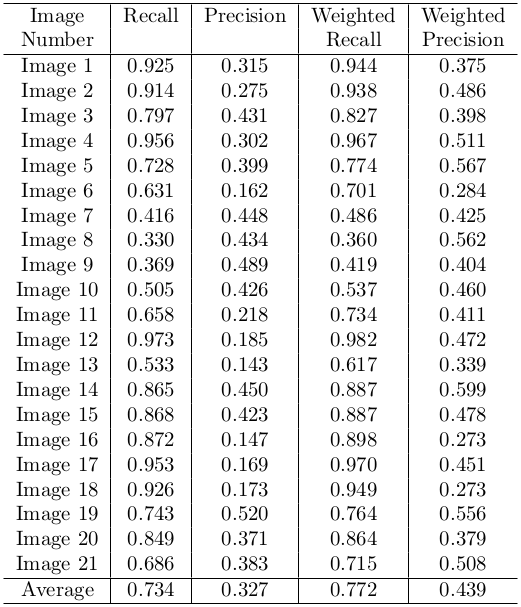 Image Recall Precision Weighted Weighted
Number Recall Precision
Image 1 0.925 0.315 0.944 0.375
Image 2 0.914 0.275 0.938 0.486
Image 3 0.797 0.431 0.827 0.398
Image 4 0.956 0.302 0.967 0.511
Image 5 0.728 0.399 0.774 0.567
Image 6 0.631 0.162 0.701 0.284
Image 7 0.416 0.448 0.486 0.425
Image 8 0.330 0.434 0.360 0.562
Image 9 0.369 0.489 0.419 0.404
Image 10 0.505 0.426 0.537 0.460
Image 11 0.658 0.218 0.734 0.411
Image 12 0.973 0.185 0.982 0.472
Image 13 0.533 0.143 0.617 0.339
Image 14 0.865 0.450 0.887 0.599
Image 15 0.868 0.423 0.887 0.478
Image 16 0.872 0.147 0.898 0.273
Image 17 0.953 0.169 0.970 0.451
Image 18 0.926 0.173 0.949 0.273
Image 19 0.743 0.520 0.764 0.556
Image 20 0.849 0.371 0.864 0.379
Image 21 0.686 0.383 0.715 0.508
Average 0.734 0.327 0.772 0.439